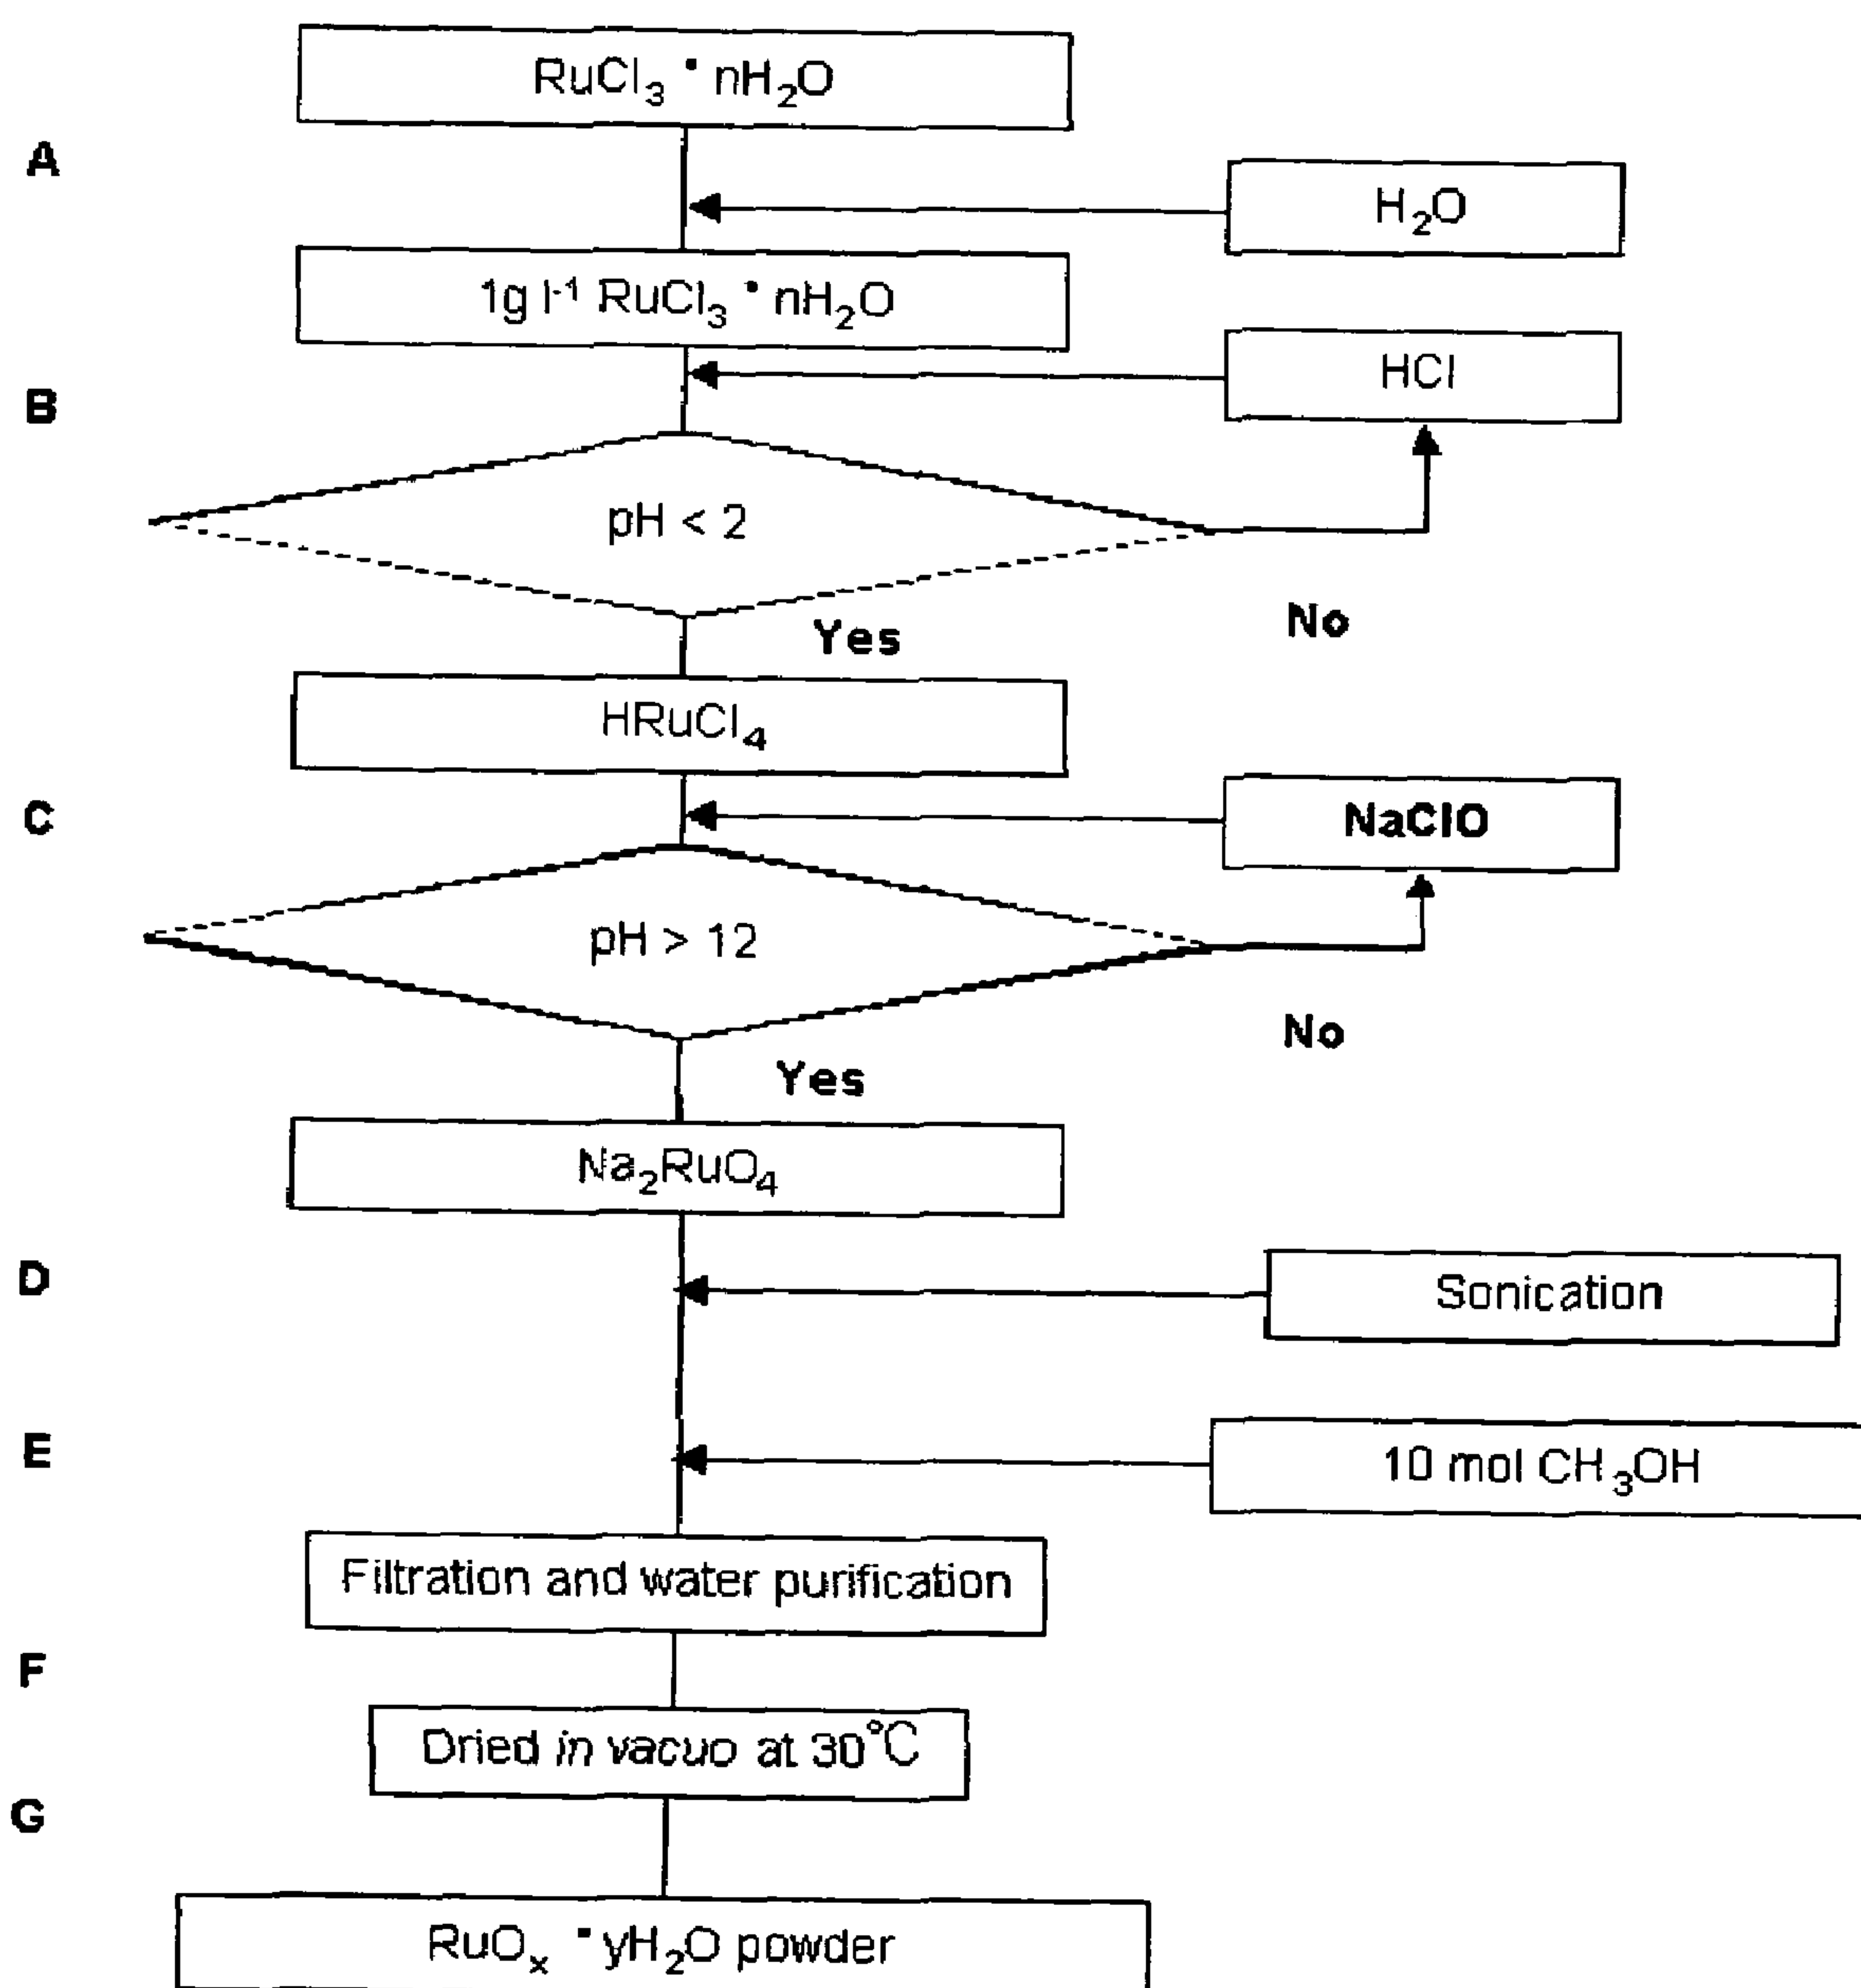 RuCl₃ · nH₂O
A
H₂O
1g l⁻¹ RuCl₃ · nH₂O
HCl
B
pH < 2
No
Yes
HRuCl₄
C
NaClO
pH > 12
No
Yes
Na₂RuO₄
D
Sonication
E
10 mol CH₃OH
Filtration and water purification
F
Dried in vacuo at 30°C
G
RuOₓ · yH₂O powder